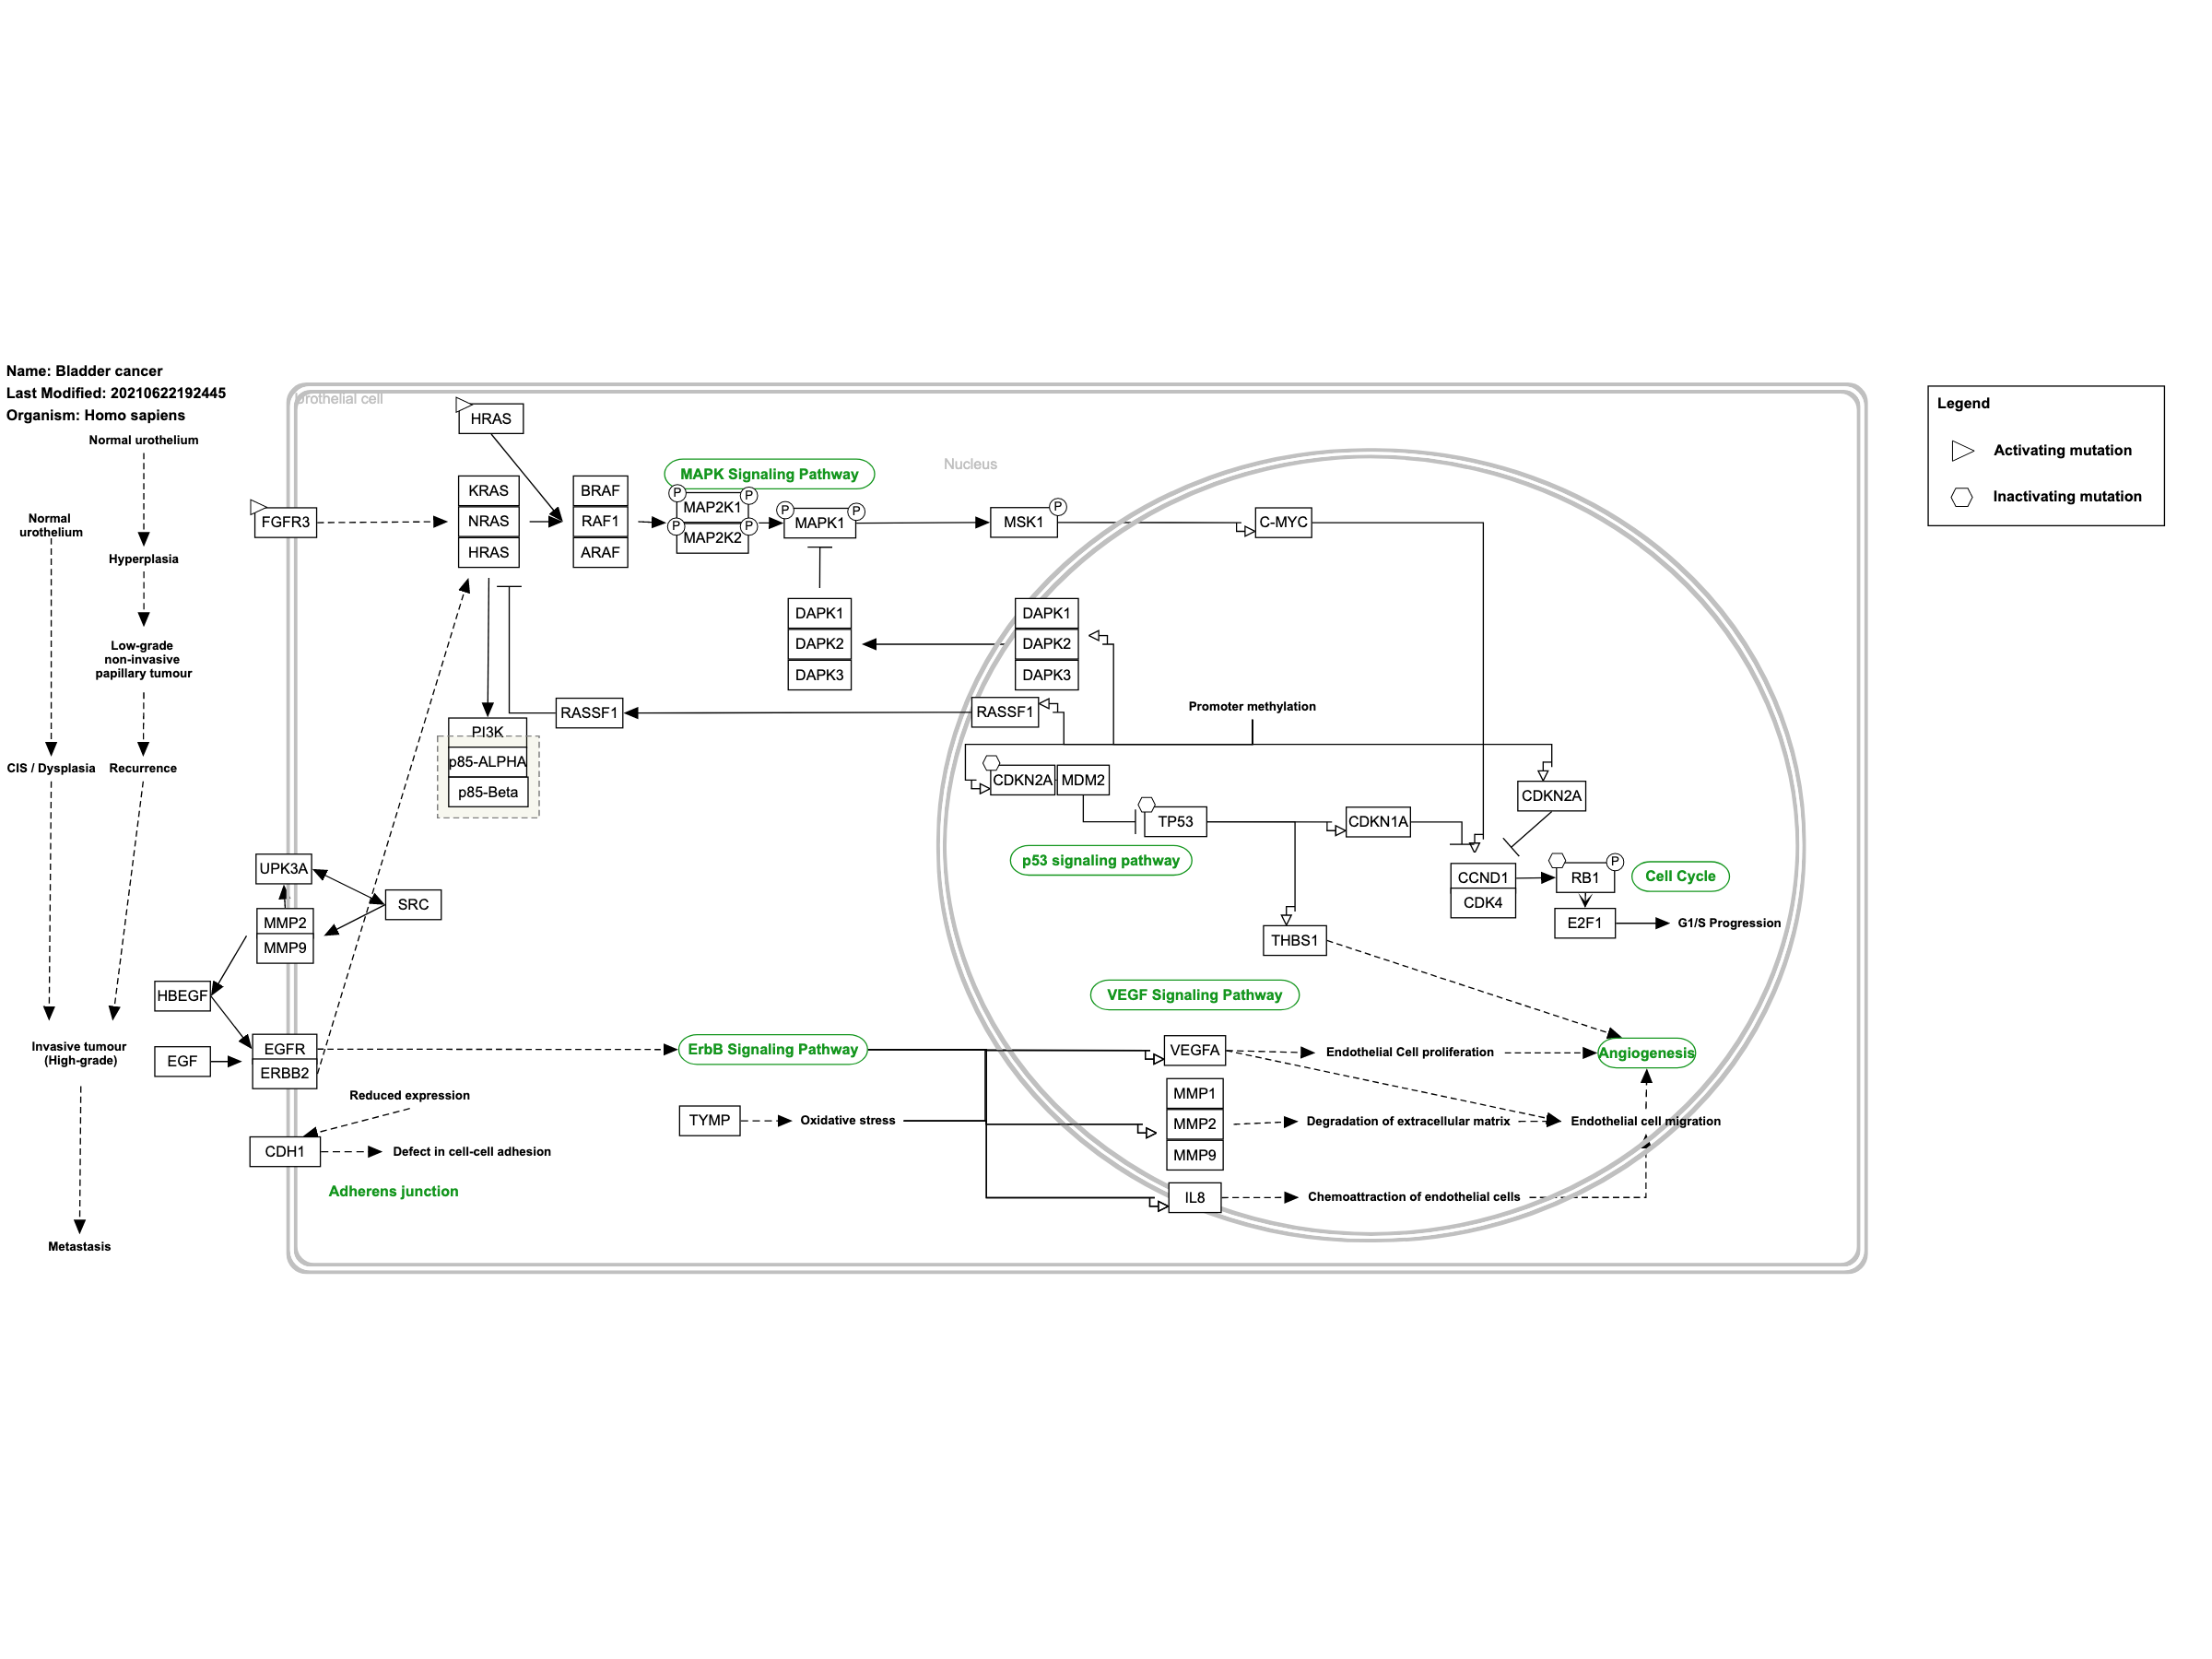 Name: Bladder cancer
Last Modified: 20210622192445
Organism: Homo sapiens
Normal urothelium
Normal
urothelium
Hyperplasia
Low-grade
non-invasive
papillary tumour
CIS / Dysplasia
Recurrence
Invasive tumour
(High-grade)
Metastasis
Urothelial cell
HRAS
FGFR3
KRAS
NRAS
HRAS
BRAF
RAF1
ARAF
MAPK Signaling Pathway
P
P
MAP2K1
P
P
MAP2K2
P
P
MAPK1
Nucleus
MSK1
P
C-MYC
DAPK1
DAPK2
DAPK3
DAPK1
DAPK2
DAPK3
RASSF1
RASSF1
Promoter methylation
PI3K
p85-ALPHA
p85-Beta
CDKN2A
MDM2
CDKN2A
TP53
CDKN1A
p53 signaling pathway
UPK3A
SRC
MMP2
MMP9
CCND1
CDK4
RB1
P
Cell Cycle
E2F1
G1/S Progression
THBS1
HBEGF
VEGF Signaling Pathway
EGF
EGFR
ERBB2
ErbB Signaling Pathway
VEGFA
Endothelial Cell proliferation
Angiogenesis
Reduced expression
MMP1
MMP2
MMP9
TYMP
Oxidative stress
Degradation of extracellular matrix
Endothelial cell migration
CDH1
Defect in cell-cell adhesion
Adherens junction
IL8
Chemoattraction of endothelial cells
Legend
Activating mutation
Inactivating mutation